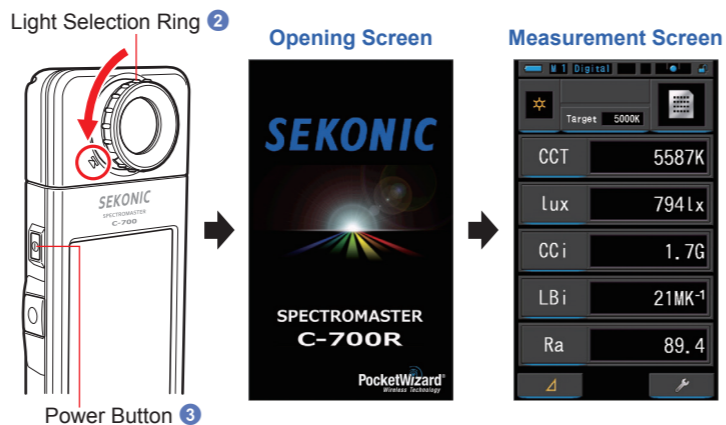 Light Selection Ring 2
Opening Screen
Measurement Screen
SEKONIC
SPECTROMASTER
C-700
Power Button 3
SEKONIC
SPECTROMASTER
C-700R
PocketWizard®
Wireless Technology
M 1 Digital
Target 5000K
CCT 5587K
lux 794lx
CCi 1.7G
LBi 21MK⁻¹
Ra 89.4